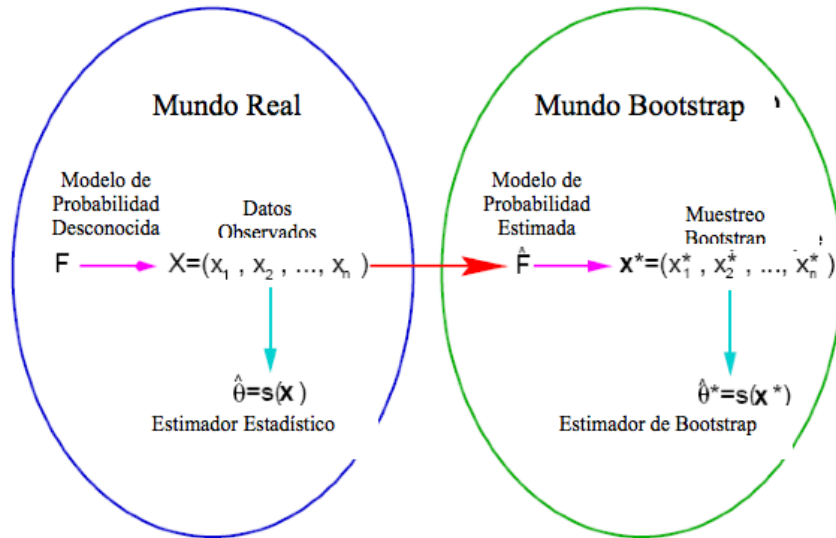 Mundo Real
Modelo de
Probabilidad
Desconocida
Datos
Observados
F
X=(x₁ , x₂ , ..., xₙ )
θ̂=s(x)
Estimador Estadístico
Mundo Bootstrap
Modelo de
Probabilidad
Estimada
Muestreo
Bootstrap
F̂
x*=(x₁* , x₂* , ..., xₙ* )
θ̂*=s(x*)
Estimador de Bootstrap